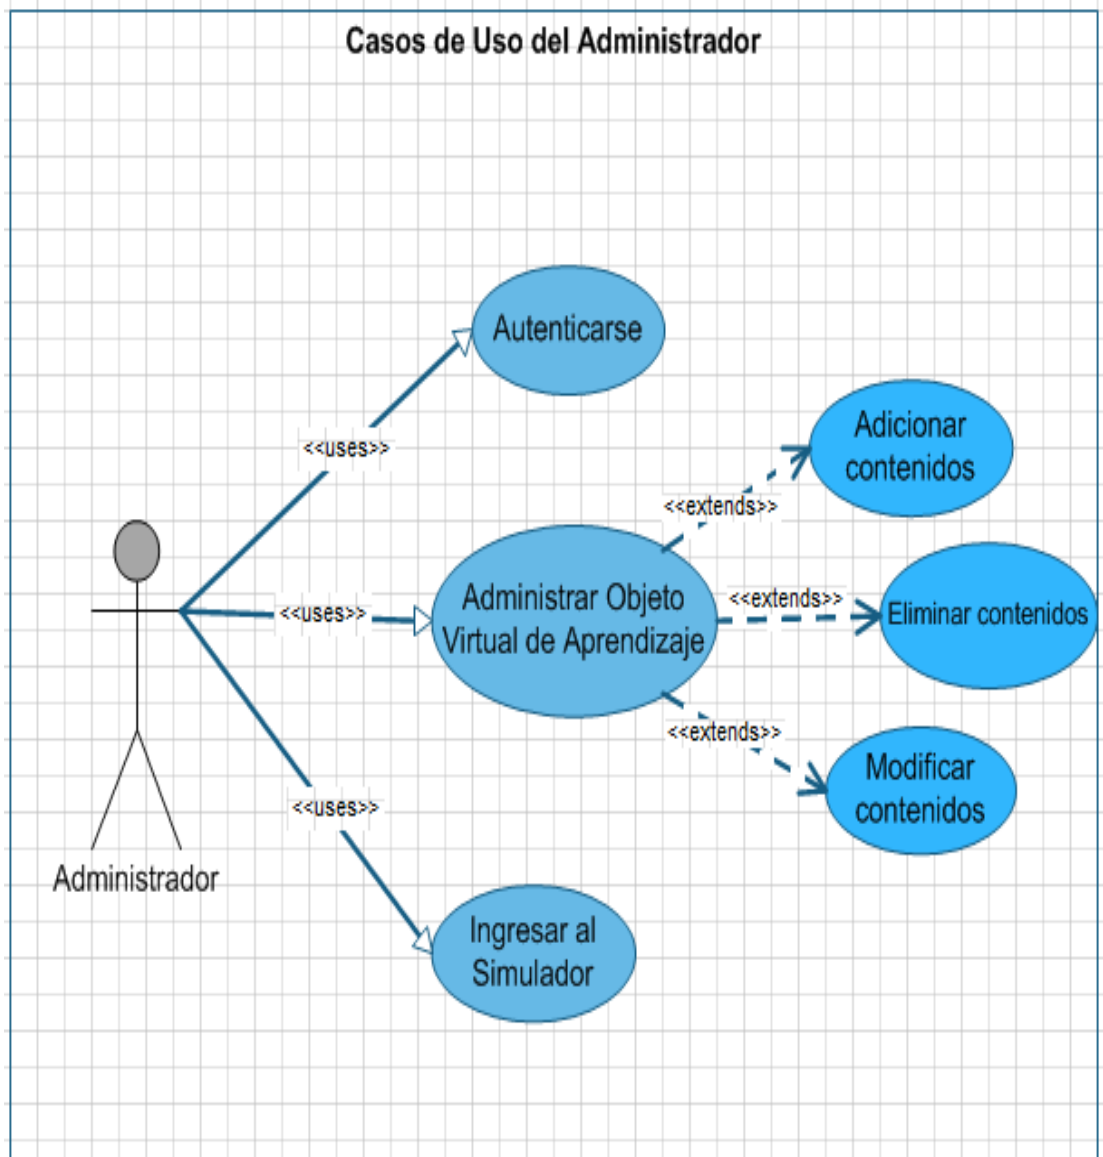 Casos de Uso del Administrador
Autenticarse
<<uses>>
Adicionar
contenidos
<<extends>>
Administrar Objeto
Virtual de Aprendizaje
<<uses>>
<<extends>>
Eliminar contenidos
<<extends>>
Modificar
contenidos
<<uses>>
Administrador
Ingresar al
Simulador